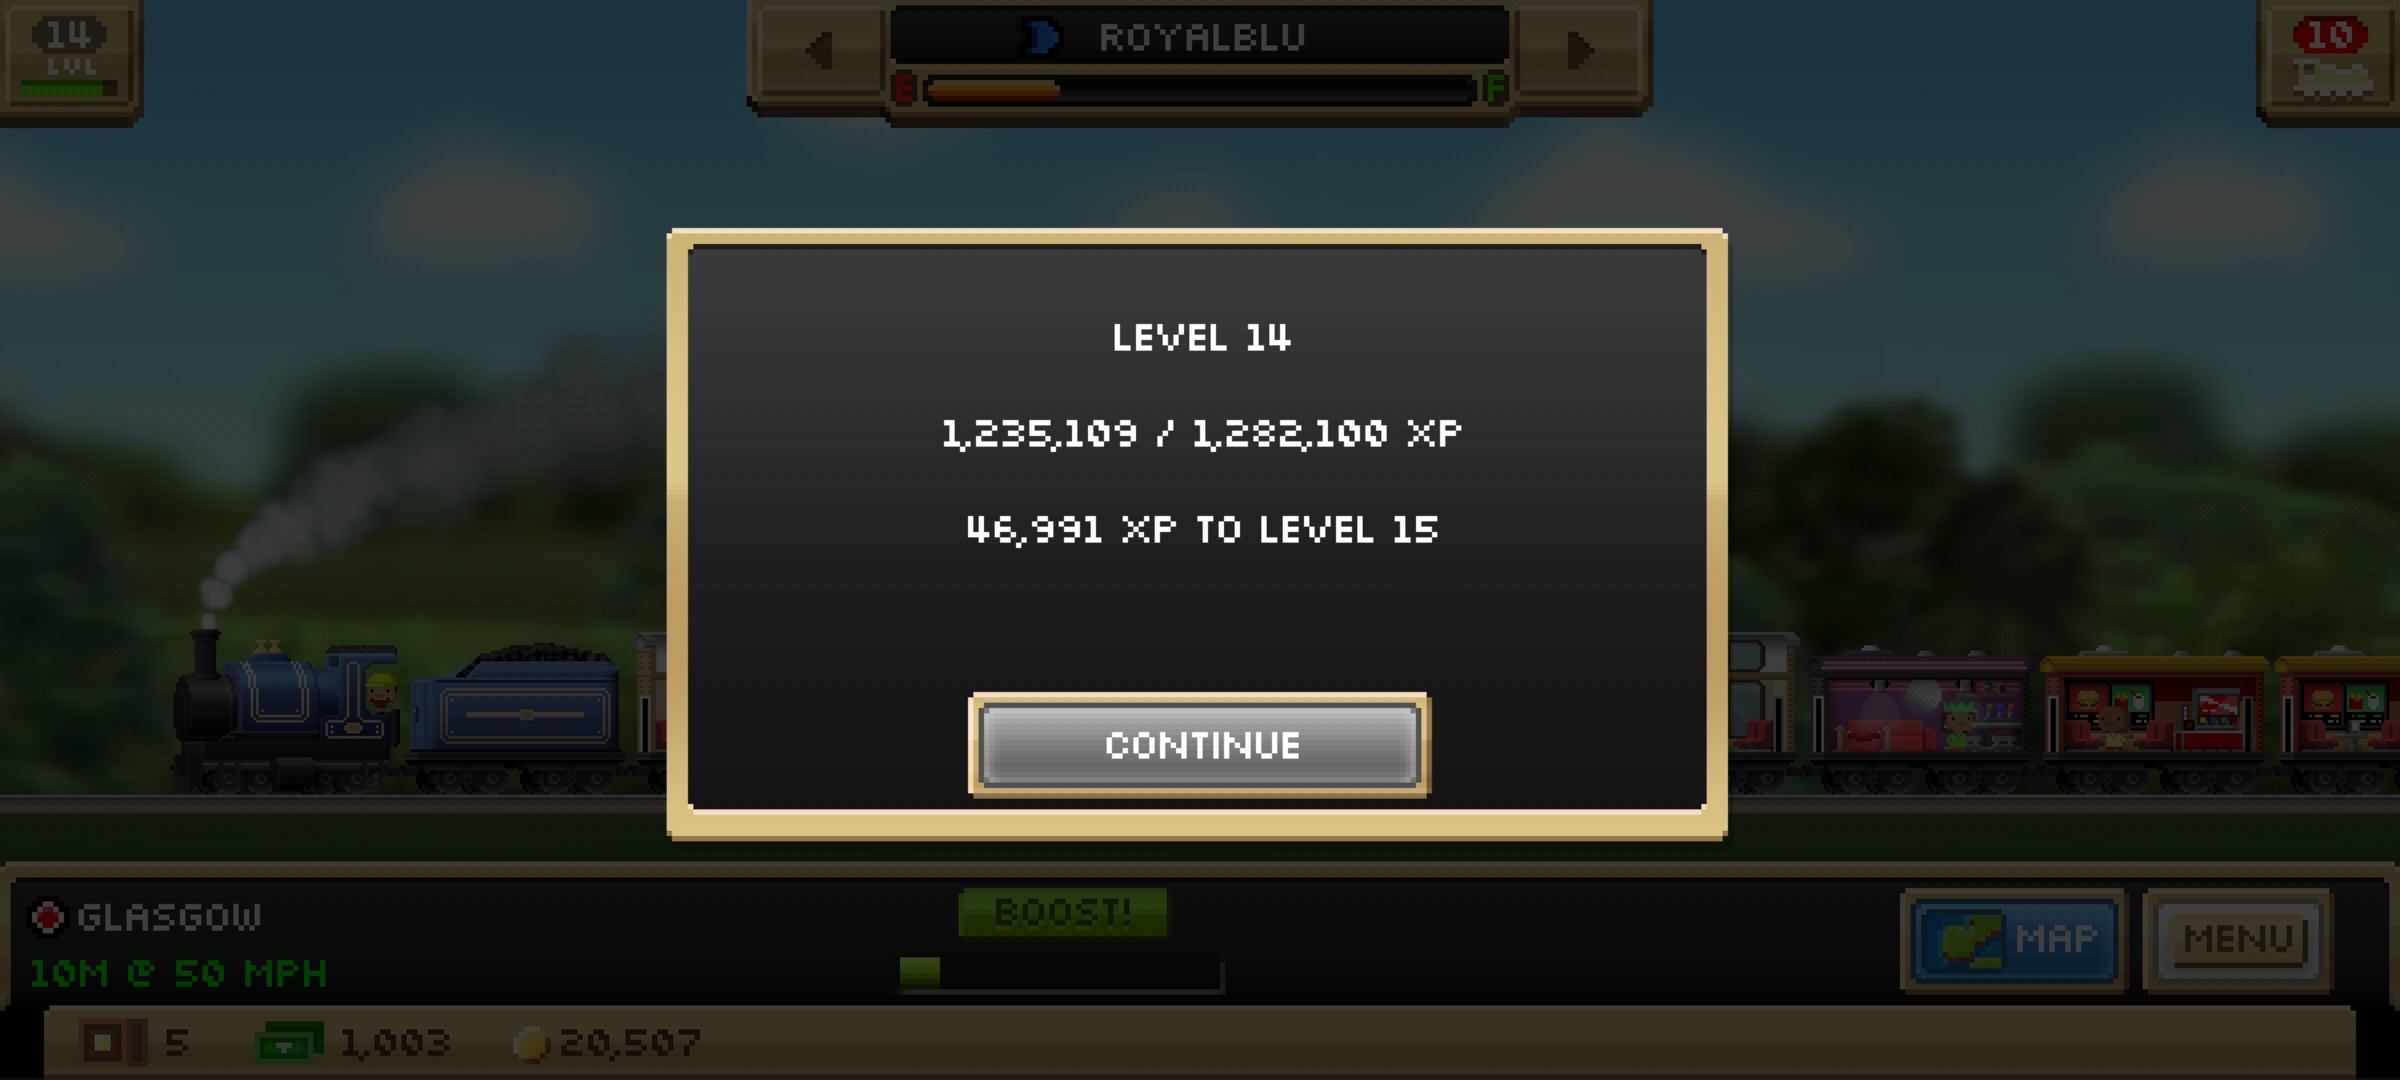 14
LVL
ROYALBLU
E
F
10
LEVEL 14
1,235,109 / 1,282,100 XP
46,991 XP TO LEVEL 15
CONTINUE
GLASGOW
10M @ 50 MPH
BOOST!
MAP
MENU
5
1,003
20,507